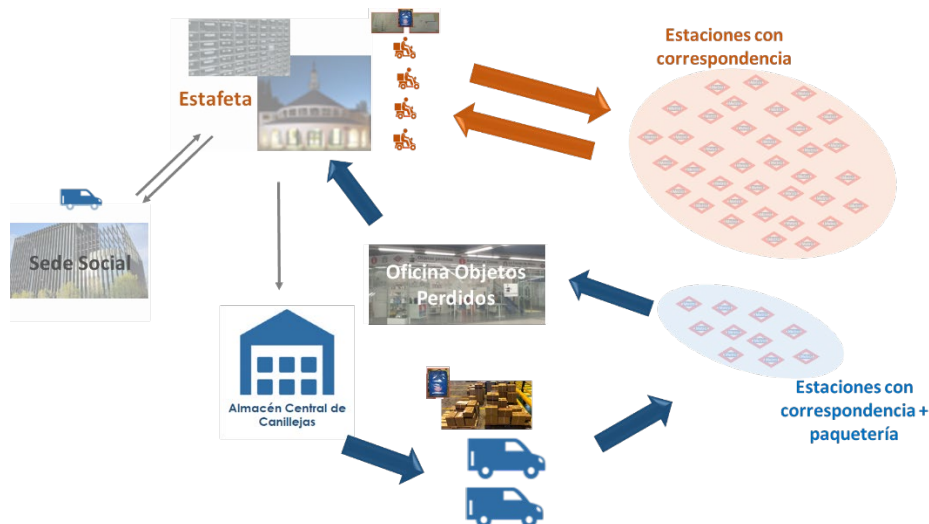 Estaciones con
correspondencia
Estafeta
Sede Social
Oficina Objetos
Perdidos
Almacén Central de
Canillejas
Estaciones con
correspondencia +
paquetería